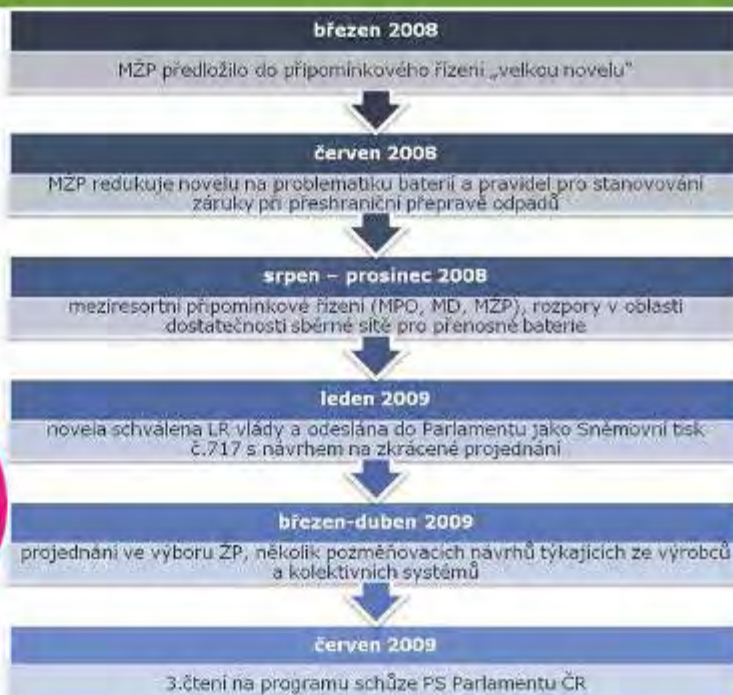 březen 2008
MŽP předložilo do připomínkového řízení „velkou novelu"
červen 2008
MŽP redukuje novelu na problematiku baterií a pravidel pro stanovování
záruky při přeshraniční přepravě odpadů
srpen – prosinec 2008
meziresortní připomínkové řízení (MPO, MD, MŽP), rozpory v oblasti
dostatečnosti sběrné sítě pro přenosné baterie
leden 2009
novela schválena LR vlády a odeslána do Parlamentu jako Sněmovní tisk
č.717 s návrhem na zkrácené projednání
březen-duben 2009
projednání ve výboru ŽP, několik pozměňovacích návrhů týkajících ze výrobců
a kolektivních systémů
červen 2009
3.čtení na programu schůze PS Parlamentu ČR